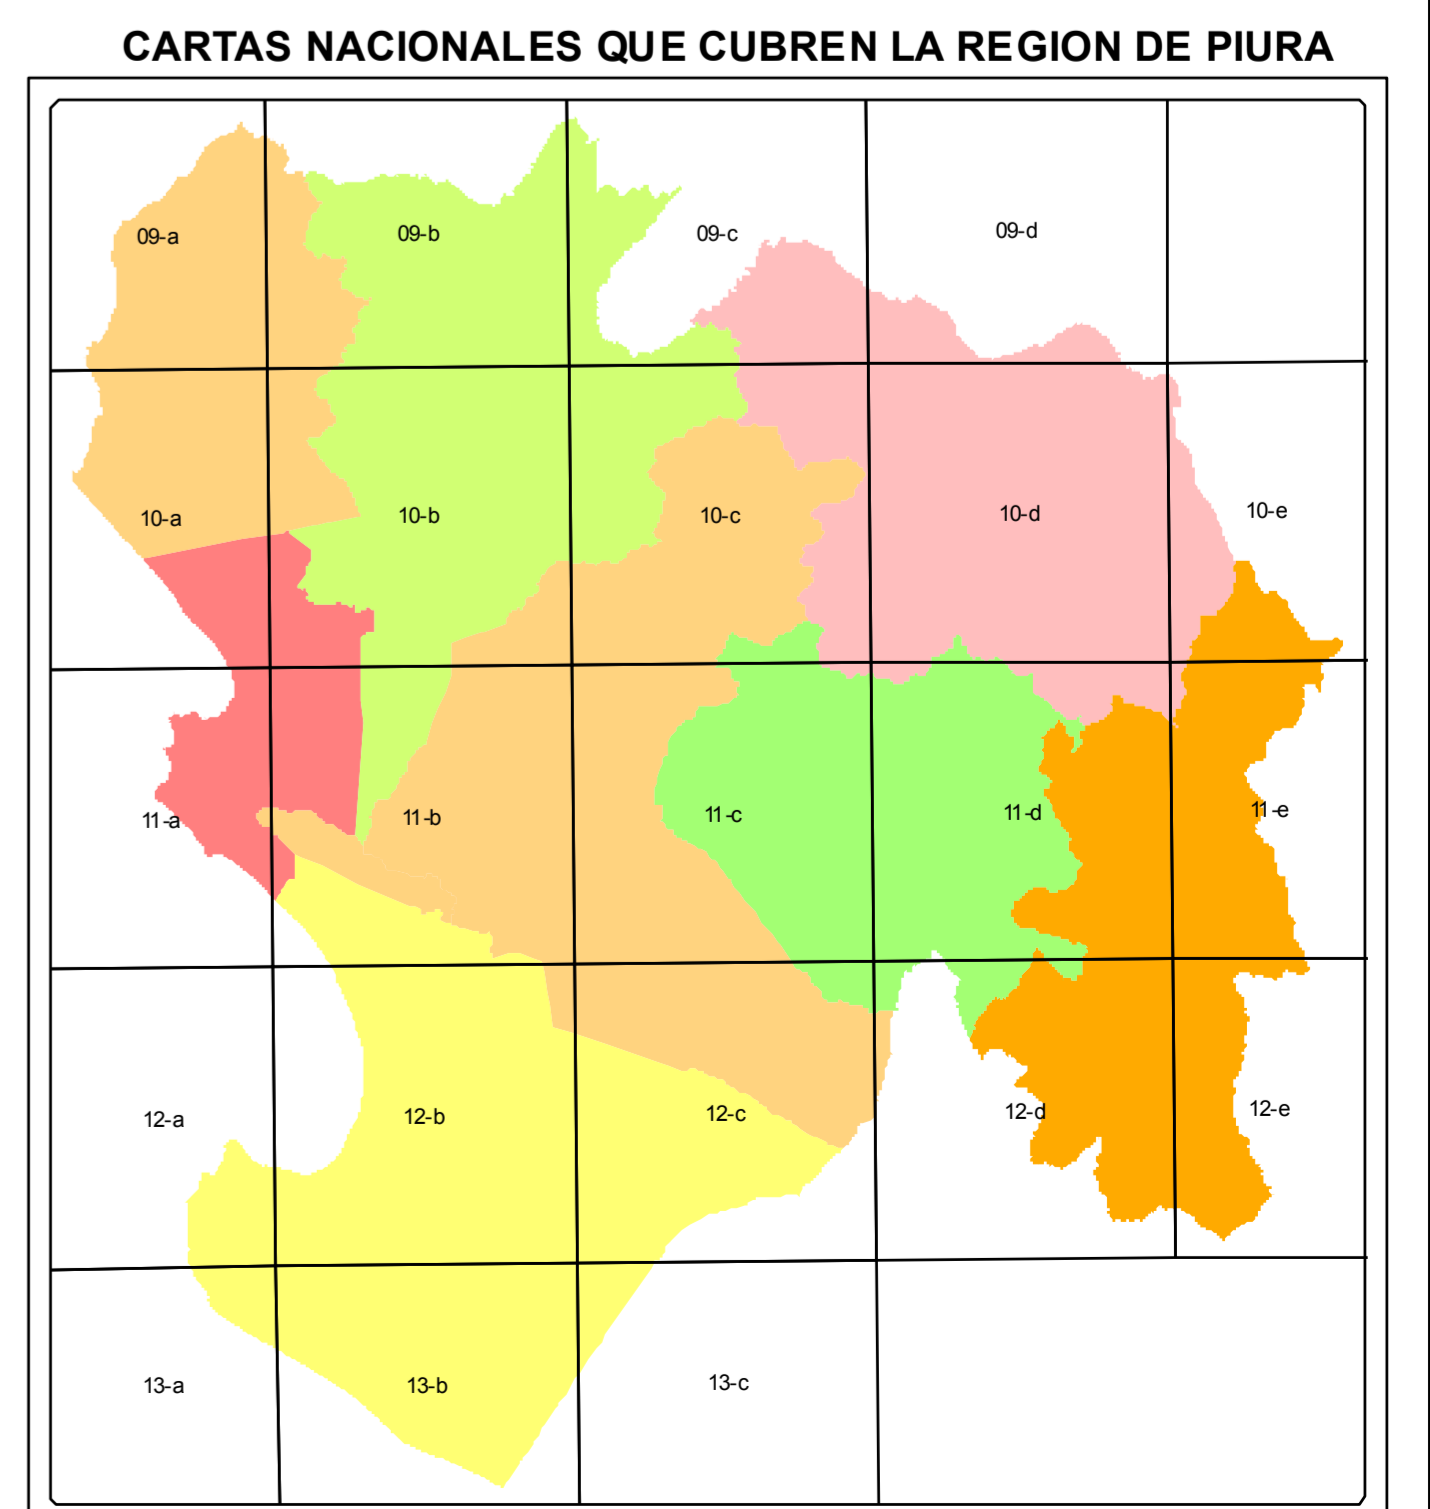 CARTAS NACIONALES QUE CUBREN LA REGION DE PIURA
09-a
09-b
09-c
09-d
10-a
10-b
10-c
10-d
10-e
11-a
11-b
11-c
11-d
11-e
12-a
12-b
12-c
12-d
12-e
13-a
13-b
13-c